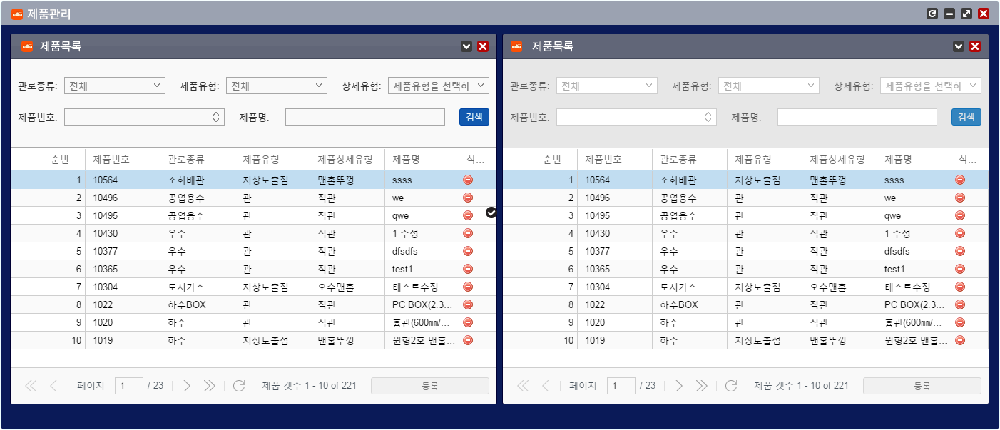 제품관리
제품목록
관로종류: 전체 제품유형: 전체 상세유형: 제품유형을 선택하
제품번호: 제품명: 검색
순번 제품번호 관로종류 제품유형 제품상세유형 제품명 삭...
1 10564 소화배관 지상노출점 맨홀뚜껑 ssss
2 10496 공업용수 관 직관 we
3 10495 공업용수 관 직관 qwe
4 10430 우수 관 직관 1 수정
5 10377 우수 관 직관 dfsdfs
6 10365 우수 관 직관 test1
7 10304 도시가스 지상노출점 오수맨홀 테스트수정
8 1022 하수BOX 관 직관 PC BOX(2.3...
9 1020 하수 관 직관 흄관(600㎜/...
10 1019 하수 지상노출점 맨홀뚜껑 원형2호 맨홀...
페이지 1 / 23 제품 갯수 1 - 10 of 221 등록
제품목록
관로종류: 전체 제품유형: 전체 상세유형: 제품유형을 선택하
제품번호: 제품명: 검색
순번 제품번호 관로종류 제품유형 제품상세유형 제품명 삭...
1 10564 소화배관 지상노출점 맨홀뚜껑 ssss
2 10496 공업용수 관 직관 we
3 10495 공업용수 관 직관 qwe
4 10430 우수 관 직관 1 수정
5 10377 우수 관 직관 dfsdfs
6 10365 우수 관 직관 test1
7 10304 도시가스 지상노출점 오수맨홀 테스트수정
8 1022 하수BOX 관 직관 PC BOX(2.3...
9 1020 하수 관 직관 흄관(600㎜/...
10 1019 하수 지상노출점 맨홀뚜껑 원형2호 맨홀...
페이지 1 / 23 제품 갯수 1 - 10 of 221 등록